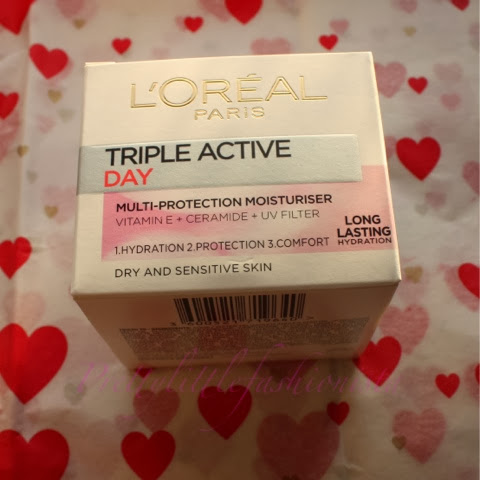 L'ORÉAL
PARIS
TRIPLE ACTIVE
DAY
MULTI-PROTECTION MOISTURISER
VITAMIN E + CERAMIDE + UV FILTER
LONG
LASTING
HYDRATION
1.HYDRATION 2.PROTECTION 3.COMFORT
DRY AND SENSITIVE SKIN